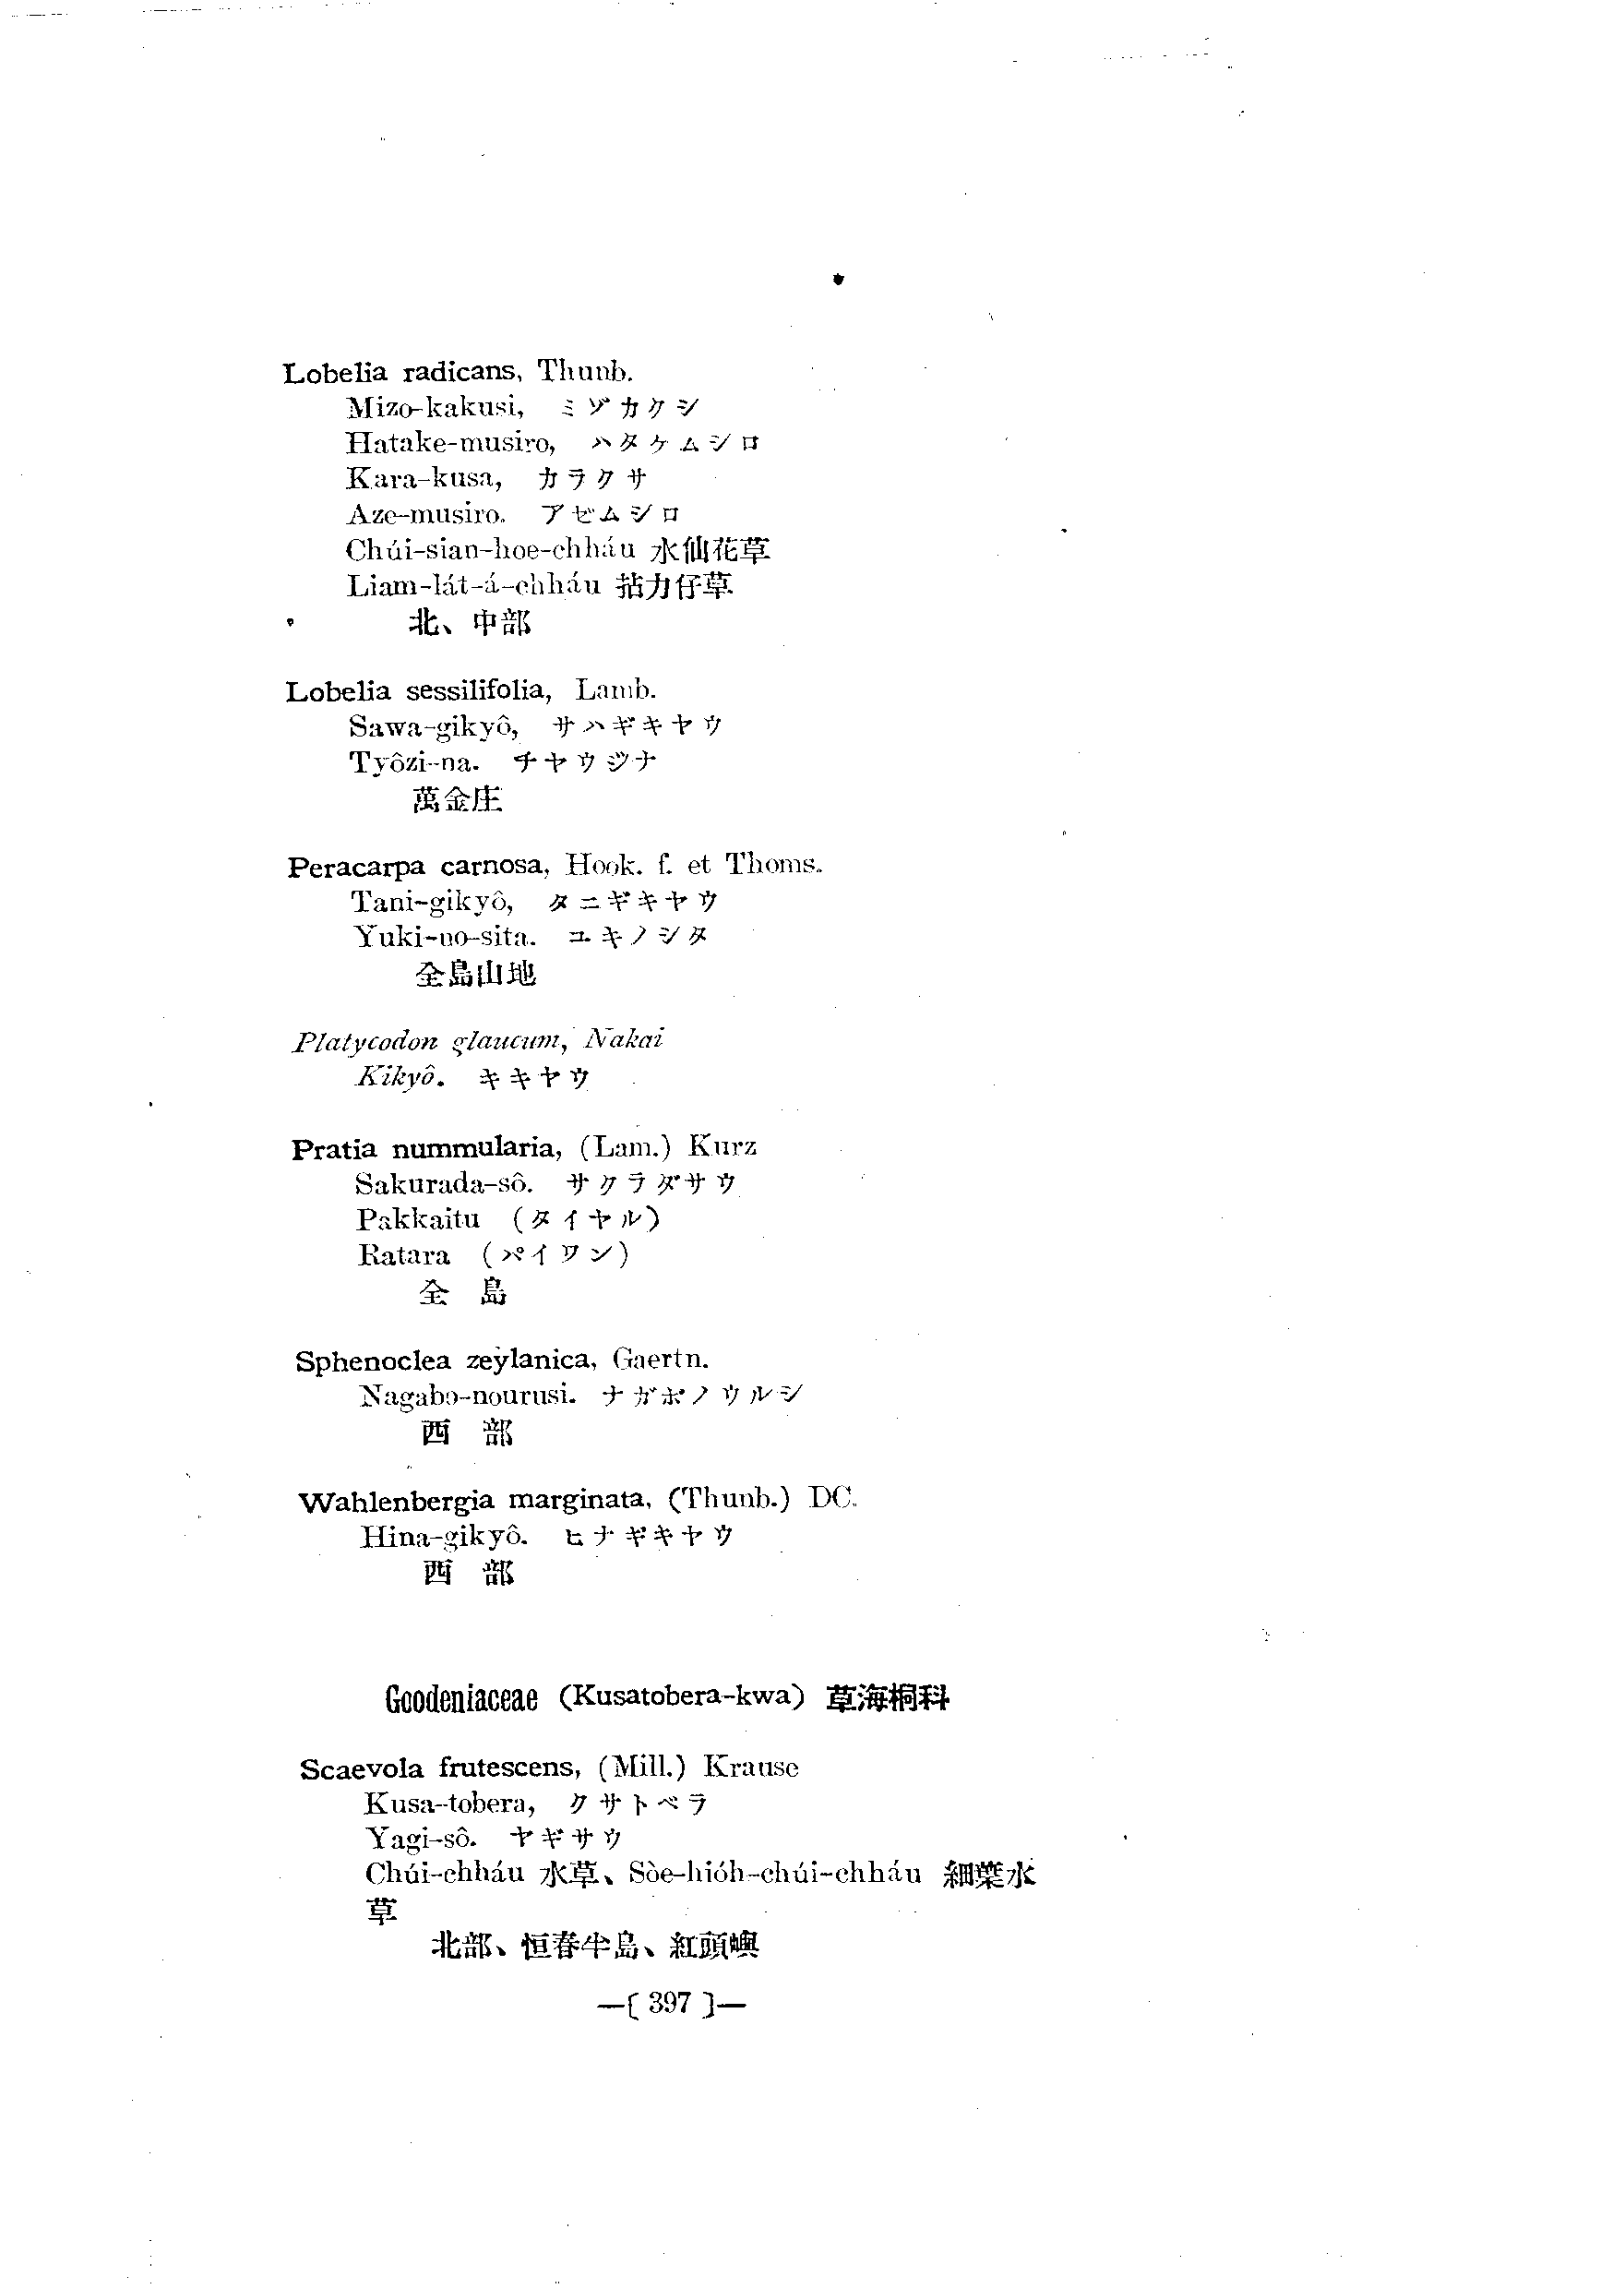 Lobelia radicans, Thunb.
Mizo-kakusi, ミゾカクシ
Hatake-musiro, ハタケムシロ
Kara-kusa, カラクサ
Aze-musiro. アゼムシロ
Chúi-sian-hoe-chháu 水仙花草
Liam-lát-á-chháu 拈力仔草
北、中部
Lobelia sessilifolia, Lamb.
Sawa-gikyô, サハギキヤウ
Tyôzi-na. チヤウジナ
萬金庄
Peracarpa carnosa, Hook. f. et Thoms.
Tani-gikyô, タニギキヤウ
Yuki-no-sita. ユキノシタ
全島山地
Platycodon glaucum, Nakai
Kikyô. キキヤウ
Pratia nummularia, (Lam.) Kurz
Sakurada-sô. サクラダサウ
Pakkaitu (タイヤル)
Ratara (パイワン)
全 島
Sphenoclea zeylanica, Gaertn.
Nagabo-nourusi. ナガボノウルシ
西 部
Wahlenbergia marginata, (Thunb.) DC.
Hina-gikyô. ヒナギキヤウ
西 部
Goodeniaceae (Kusatobera-kwa) 草海桐科
Scaevola frutescens, (Mill.) Krause
Kusa-tobera, クサトベラ
Yagi-sô. ヤギサウ
Chúi-chháu 水草、Sòe-hióh-chúi-chháu 細葉水
草
北部、恒春半島、紅頭嶼
—[ 397 ]—